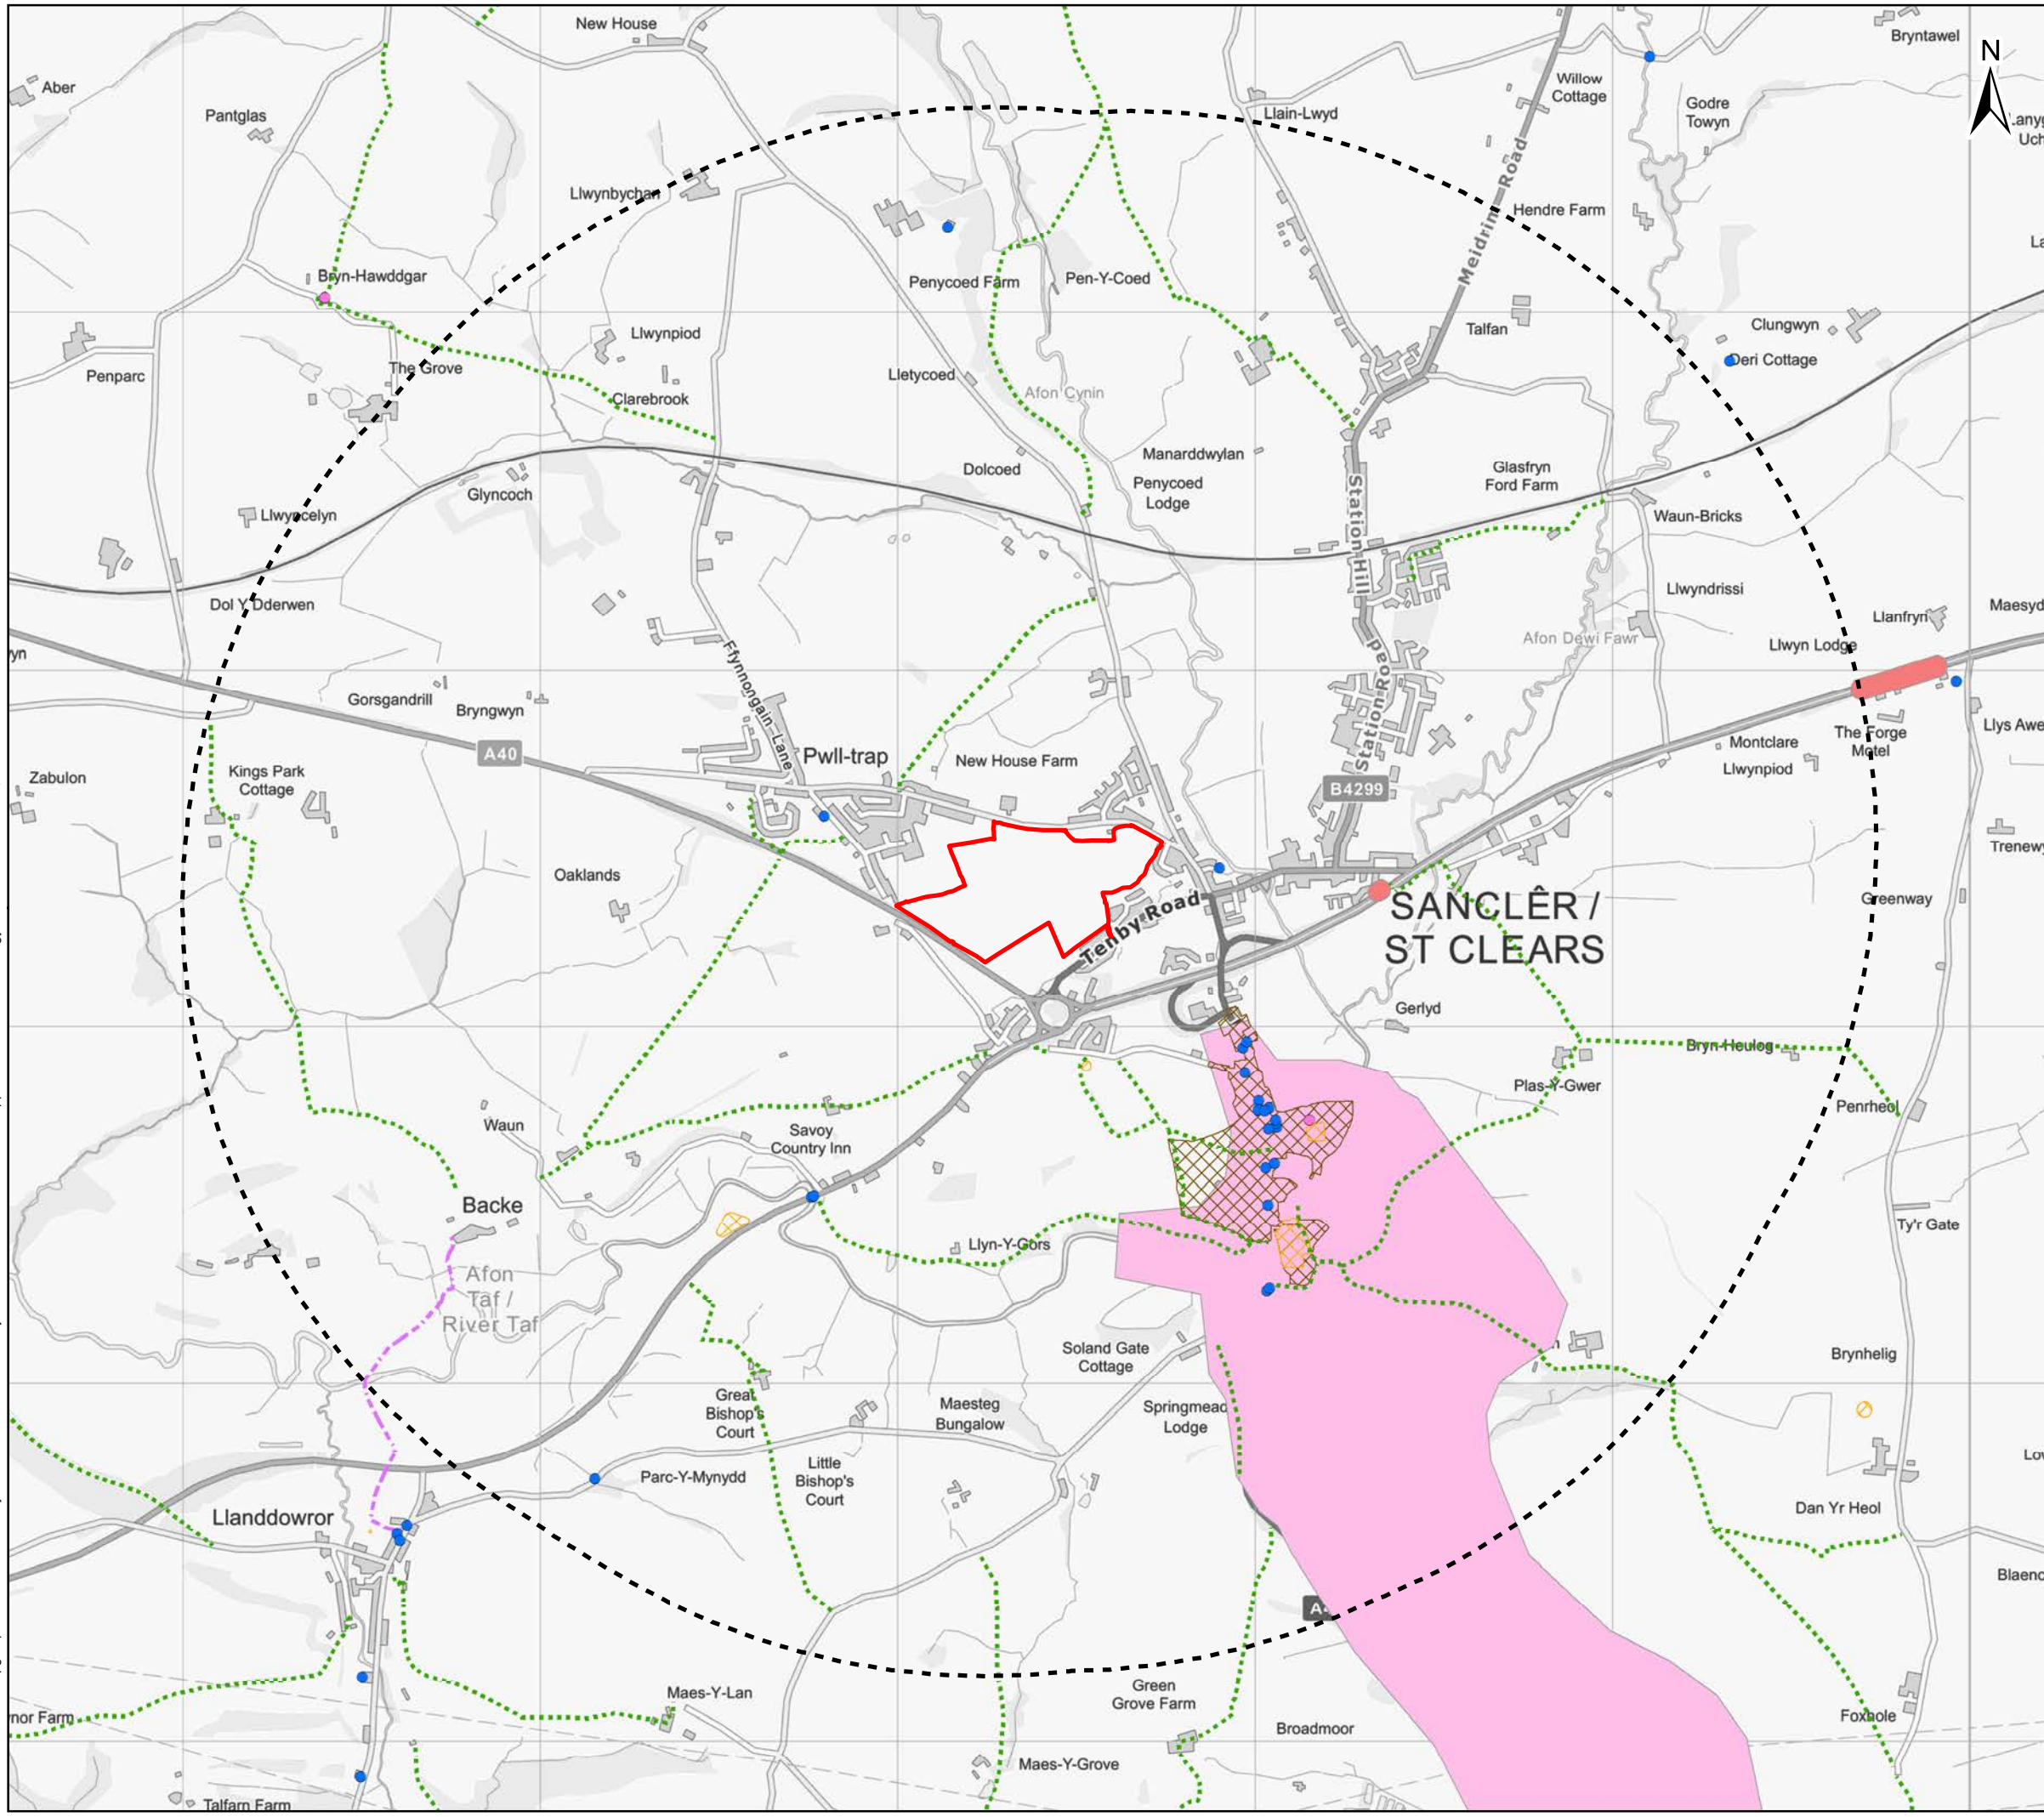 New House
Bryntawel
N
Aber
Willow
Cottage
Pantglas
Llain-Lwyd
Godre
Towyn
Meidrim Road
Llwynbychan
Hendre Farm
Bryn-Hawddgar
Penycoed Farm
Pen-Y-Coed
Llwynpiod
Talfan
Clungwyn
Deri Cottage
Penparc
The Grove
Lletycoed
Clarebrook
Afon Cynin
Manarddwylan
Dolcoed
Glasfryn
Ford Farm
Glyncoch
Penycoed
Lodge
Station Hill
Llwyncelyn
Waun-Bricks
Dol Y Dderwen
Llwyndrissi
Maesyd
Llanfryn
Afon Dewi Fawr
Llwyn Lodge
yn
Ffynnongain Lane
Station Road
Gorsgandrill
Bryngwyn
Llys Awe
The Forge
Motel
A40
Pwll-trap
New House Farm
Montclare
Llwynpiod
Zabulon
Kings Park
Cottage
B4299
Trenewy
Oaklands
Tenby Road
SANCLÊR /
ST CLEARS
Greenway
Gerlyd
Bryn-Heulog
Plas-Y-Gwer
Penrheol
Waun
Savoy
Country Inn
Backe
Ty'r Gate
Llyn-Y-Gors
Afon
Taf /
River Taf
Soland Gate
Cottage
Brynhelig
Great
Bishop's
Court
Maesteg
Bungalow
Springmead
Lodge
Little
Bishop's
Court
Parc-Y-Mynydd
Llanddowror
Dan Yr Heol
Blaenc
A
Maes-Y-Lan
Green
Grove Farm
nor Farm
Foxhole
Broadmoor
Maes-Y-Grove
Talfarn Farm